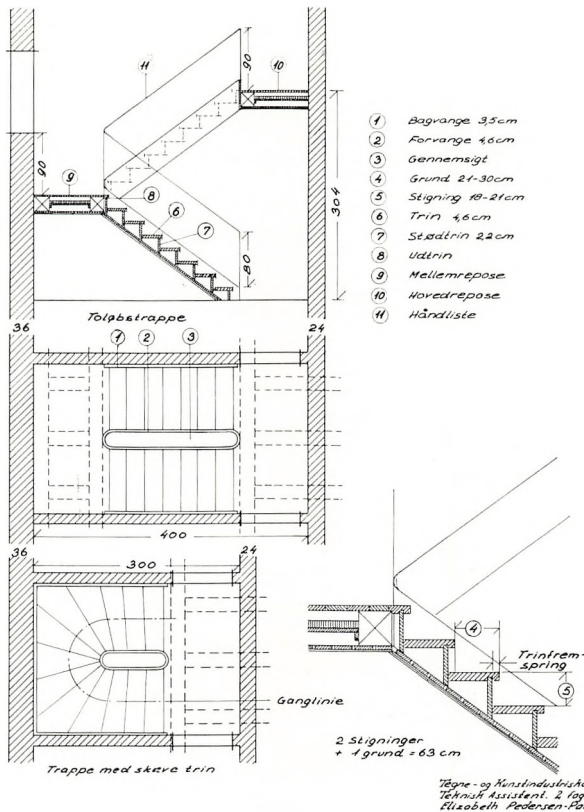 90
11
10
1 Bagvange 3,5cm
2 Forvange 4,6cm
3 Gennemsigt
4 Grund 21-30cm
5 Stigning 18-21cm
6 Trin 4,6cm
7 Stødtrin 2,2cm
8 Udtrin
9 Mellemrepose
10 Hovedrepose
11 Håndliste
90
9
8
6
7
80
304
Toløbstrappe
36
24
1
2
3
400
36
300
24
Ganglinie
Trappe med skæve trin
4
Trinfrem-
spring
5
2 Stigninger
+ 1 grund = 63 cm
Tegne- og Kunstindustrisko
Teknisk Assistent. 2 Fag
Elizabeth Pedersen-Pa